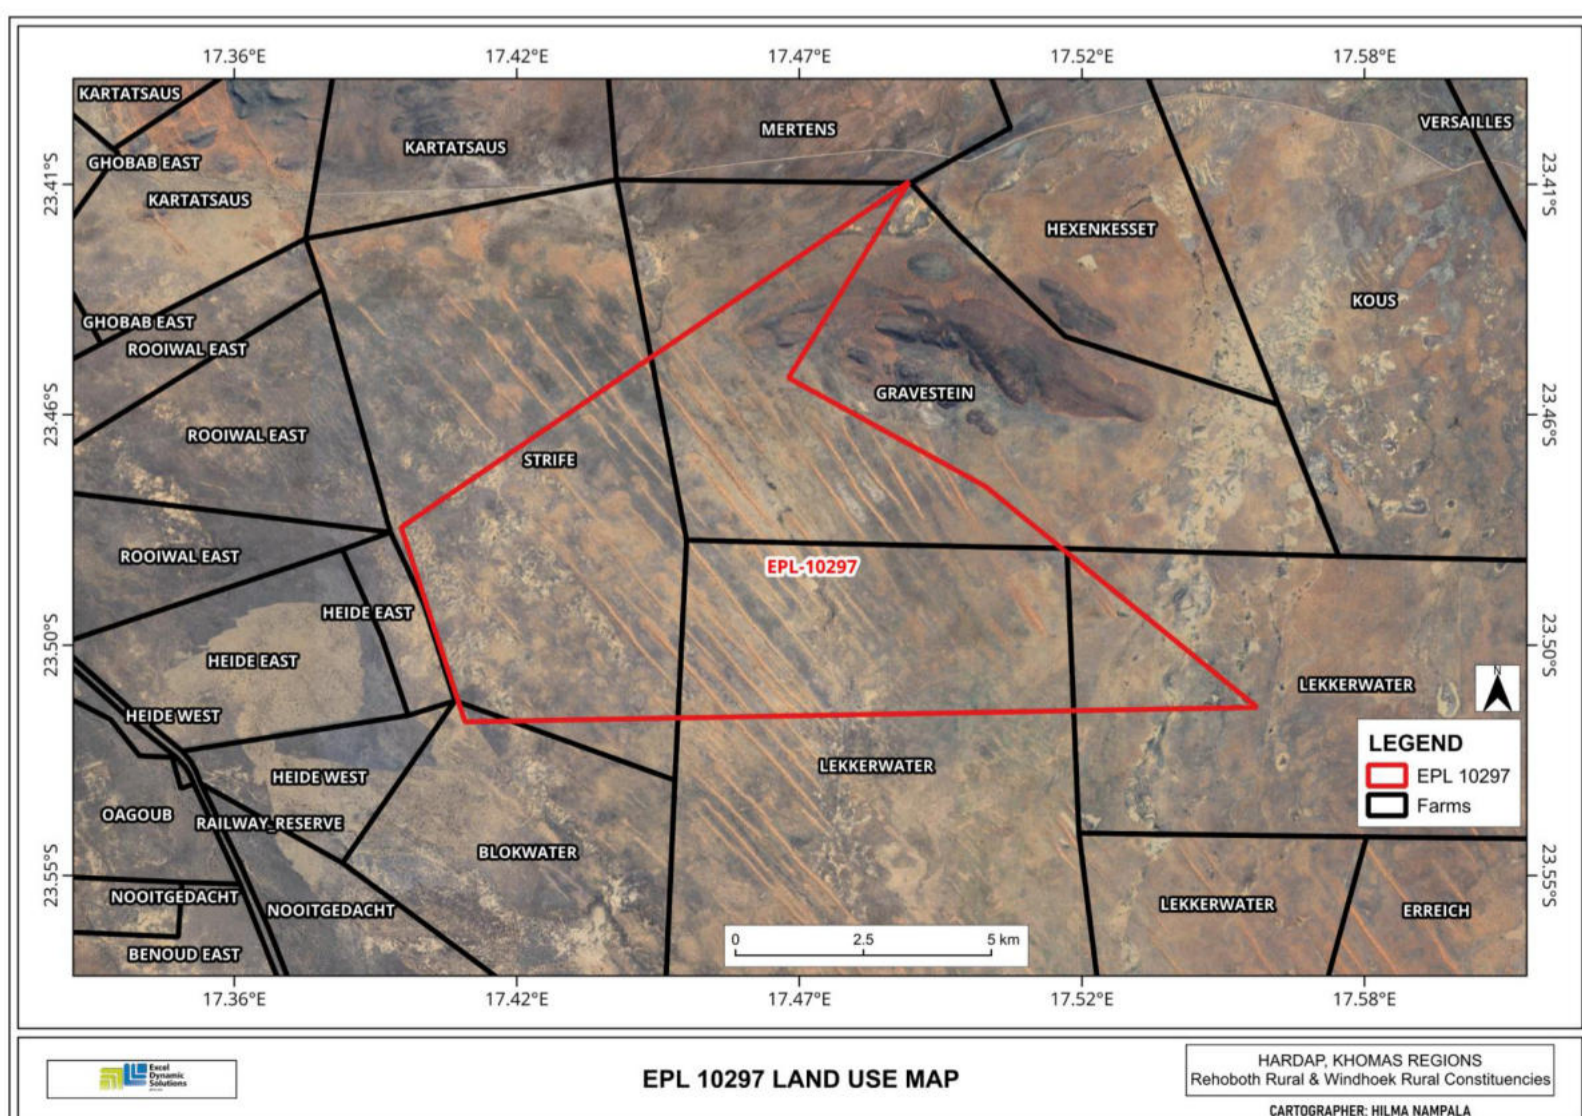 17.36°E 17.42°E 17.47°E 17.52°E 17.58°E
KARTATSAUS
VERSAILLES
MERTENS
KARTATSAUS
GHOBAB EAST
23.41°S 23.41°S
KARTATSAUS
HEXENKESSET
KOUS
GHOBAB EAST
ROOIWAL EAST
GRAVESTEIN
23.46°S 23.46°S
ROOIWAL EAST
STRIFE
ROOIWAL EAST
EPL-10297
HEIDE EAST
23.50°S 23.50°S
HEIDE EAST
LEKKERWATER
N
HEIDE WEST
LEGEND
LEKKERWATER
HEIDE WEST
EPL 10297
Farms
OAGOUB
RAILWAY_RESERVE
BLOKWATER
23.55°S 23.55°S
NOOITGEDACHT
LEKKERWATER
NOOITGEDACHT
ERREICH
0 2.5 5 km
BENOUD EAST
17.36°E 17.42°E 17.47°E 17.52°E 17.58°E
Excel
Dynamic
Solutions
EPL 10297 LAND USE MAP
HARDAP, KHOMAS REGIONS
Rehoboth Rural & Windhoek Rural Constituencies
CARTOGRAPHER: HILMA NAMPALA